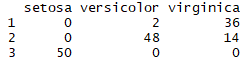 setosa versicolor virginica
1 0 2 36
2 0 48 14
3 50 0 0